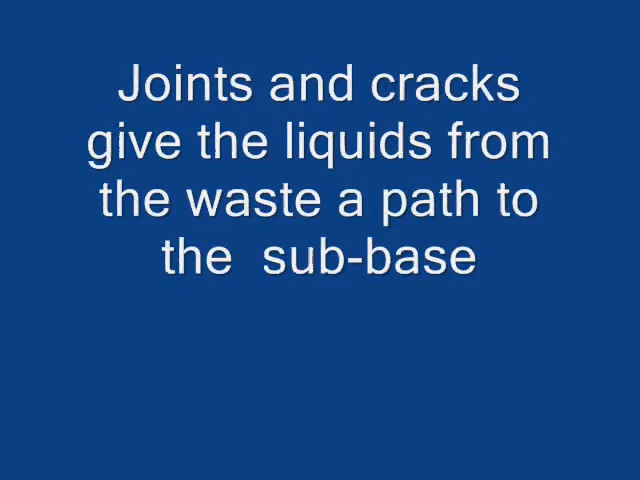 Joints and cracks
give the liquids from
the waste a path to
the  sub-base